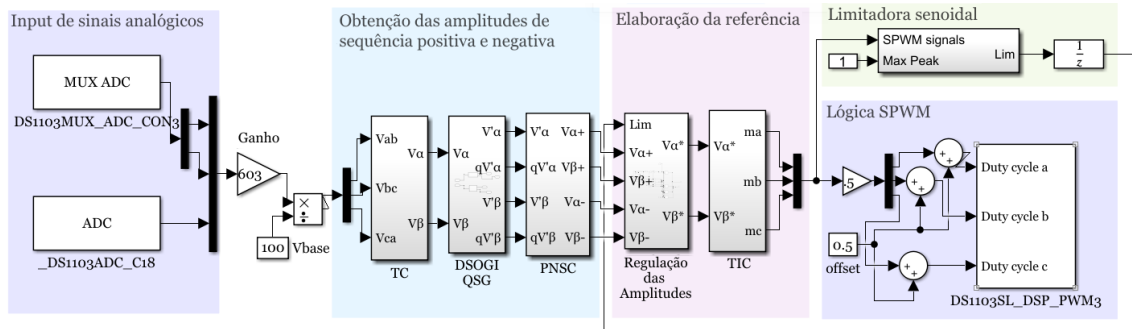 Input de sinais analógicos
MUX ADC
DS1103MUX_ADC_CON3
ADC
_DS1103ADC_C18
Ganho
603
×
÷
100
Vbase
Obtenção das amplitudes de
sequência positiva e negativa
Vab
Vbc
Vca
Vα
Vβ
TC
Vα
Vβ
V'α
qV'α
V'β
qV'β
DSOGI
QSG
V'α
qV'α
V'β
qV'β
Vα+
Vβ+
Vα-
Vβ-
PNSC
Elaboração da referência
Lim
Vα+
Vβ+
Vα-
Vβ-
Vα*
Vβ*
Regulação
das
Amplitudes
Vα*
Vβ*
ma
mb
mc
TIC
Limitadora senoidal
1
SPWM signals
Max Peak
Lim
1
z
Lógica SPWM
.5
0.5
offset
+
+
+
+
+
+
Duty cycle a
Duty cycle b
Duty cycle c
DS1103SL_DSP_PWM3